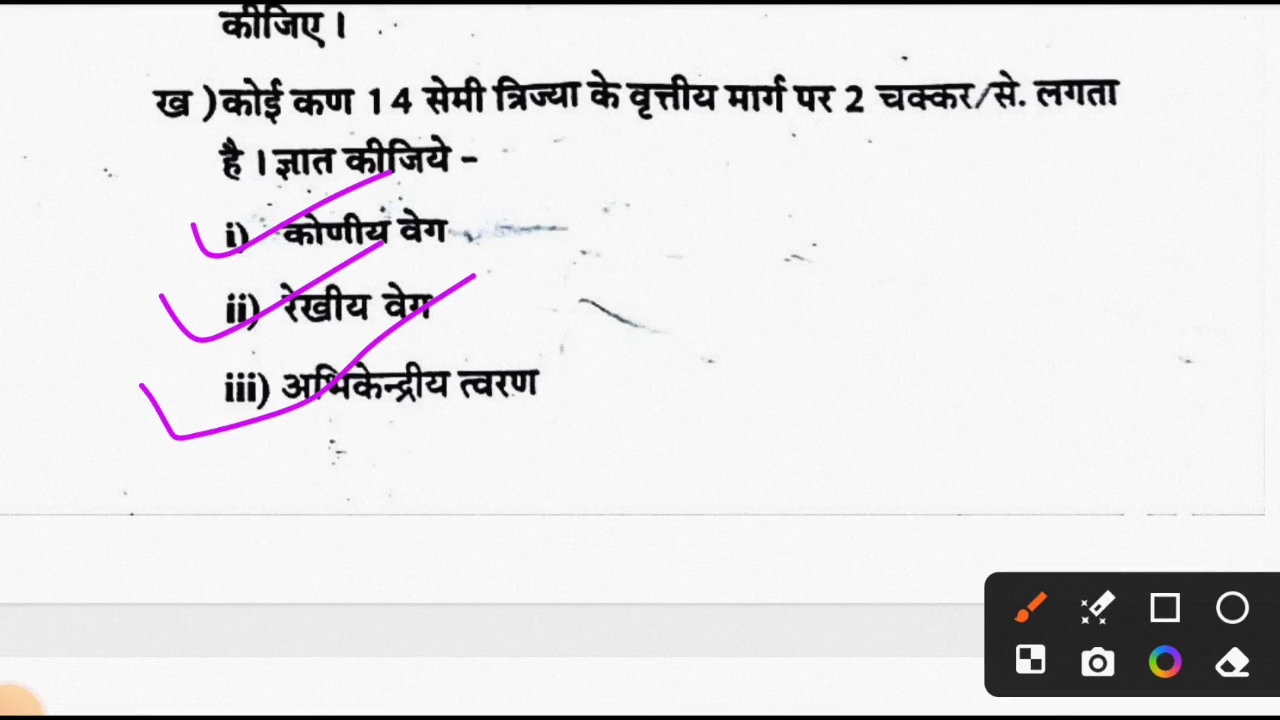 कीजिए ।
ख ) कोई कण 14 सेमी त्रिज्या के वृत्तीय मार्ग पर 2 चक्कर/से. लगता
है । ज्ञात कीजिये -
i) कोणीय वेग
ii) रेखीय वेग
iii) अभिकेन्द्रीय त्वरण